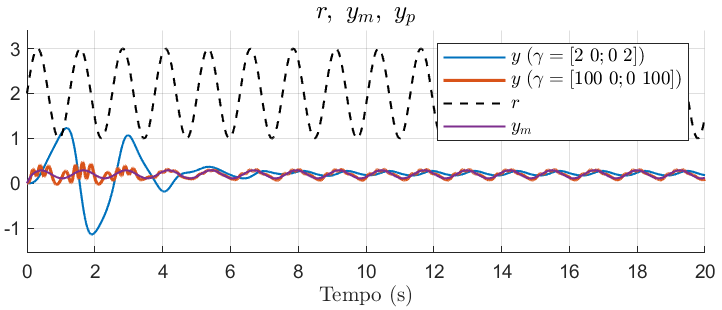 r, y_m, y_p
y (γ = [2 0; 0 2])
y (γ = [100 0; 0 100])
r
y_m
3
2
1
0
-1
0 2 4 6 8 10 12 14 16 18 20
Tempo (s)